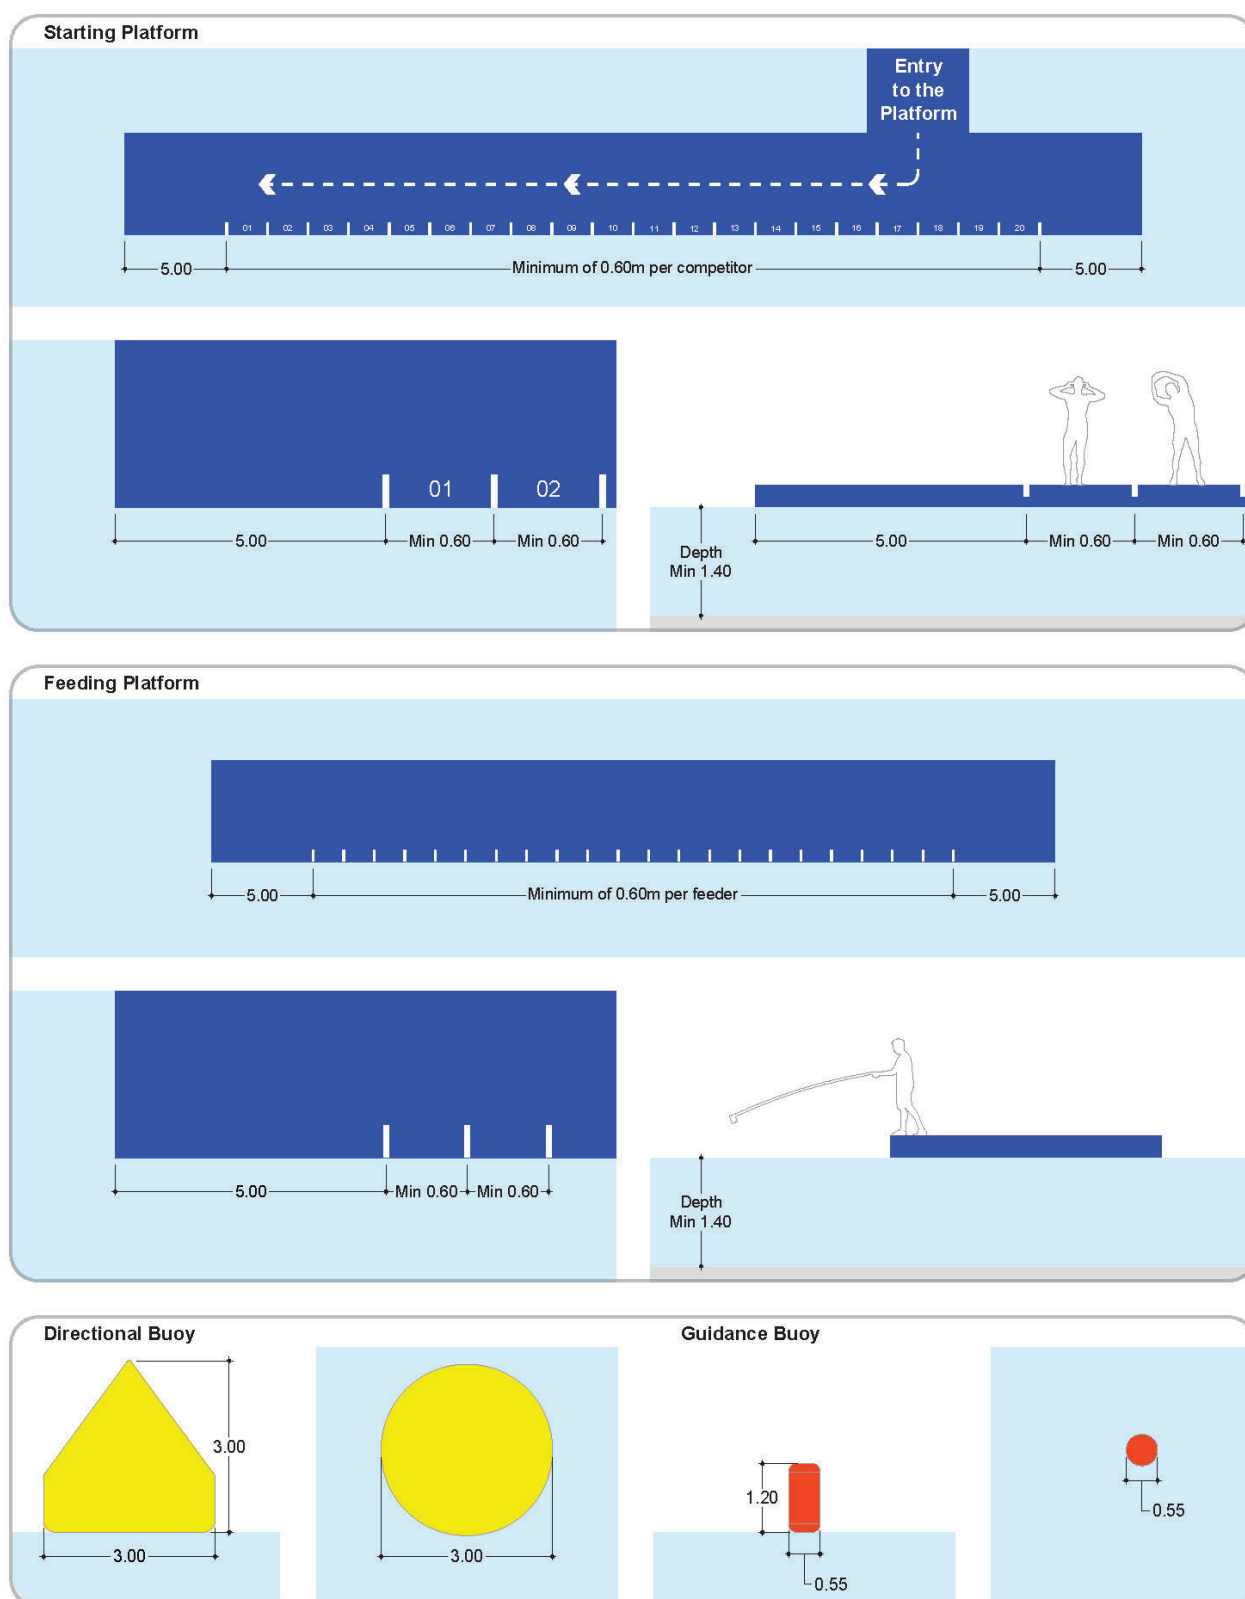 Starting Platform
Entry
to the
Platform
01 02 03 04 05 06 07 08 09 10 11 12 13 14 15 16 17 18 19 20
5.00 Minimum of 0.60m per competitor 5.00
01 02
5.00 Min 0.60 Min 0.60
Depth
Min 1.40
5.00 Min 0.60 Min 0.60
Feeding Platform
5.00 Minimum of 0.60m per feeder 5.00
5.00 Min 0.60 Min 0.60
Depth
Min 1.40
Directional Buoy
3.00
3.00
3.00
Guidance Buoy
1.20
0.55
0.55